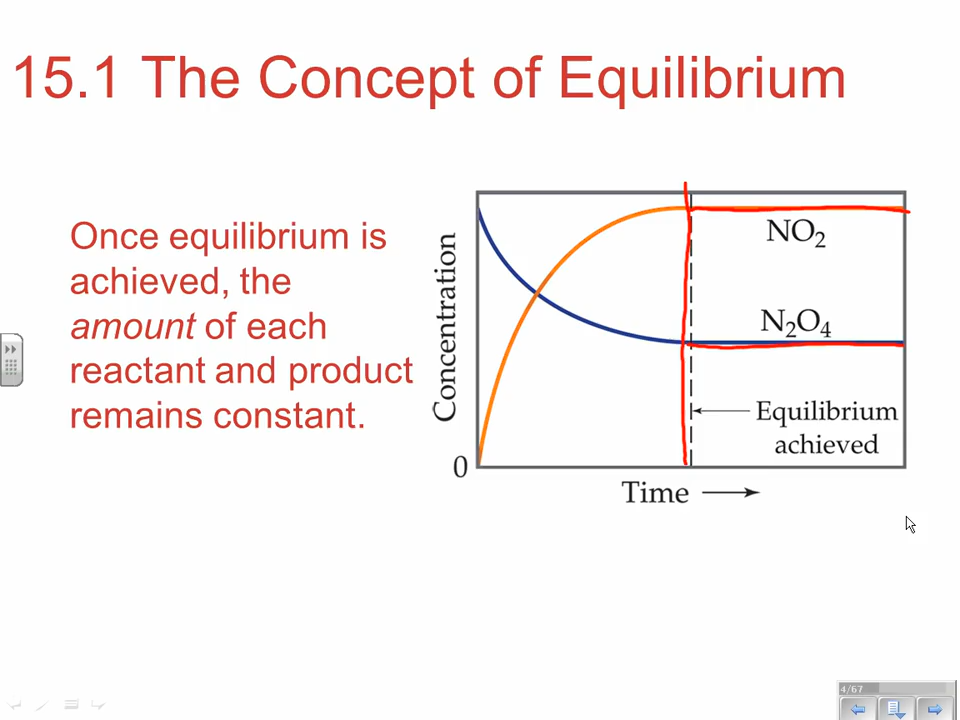 15.1 The Concept of Equilibrium
Once equilibrium is
achieved, the
amount of each
reactant and product
remains constant.
Concentration
0
NO₂
N₂O₄
Equilibrium
achieved
Time
4/67